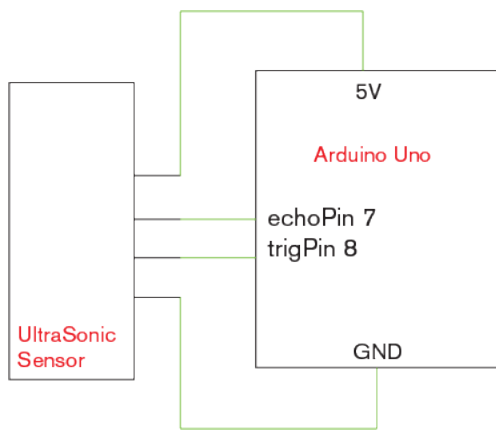 5V
Arduino Uno
echoPin 7
trigPin 8
UltraSonic
Sensor
GND